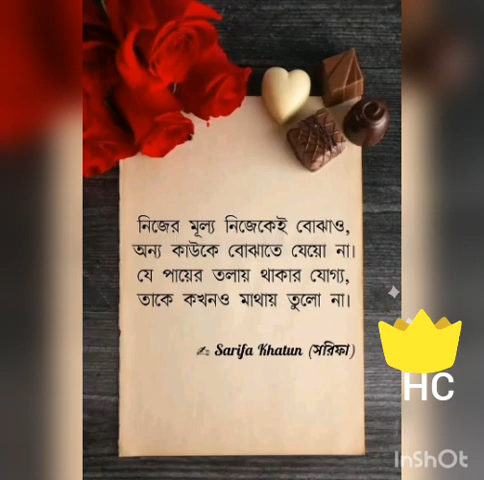 নিজের মূল্য নিজেকেই বোঝাও,
অন্য কাউকে বোঝাতে যেয়ো না।
যে পায়ের তলায় থাকার যোগ্য,
তাকে কখনও মাথায় তুলো না।
✍ Sarifa Khatun (সরিফা)
HC
InShOt